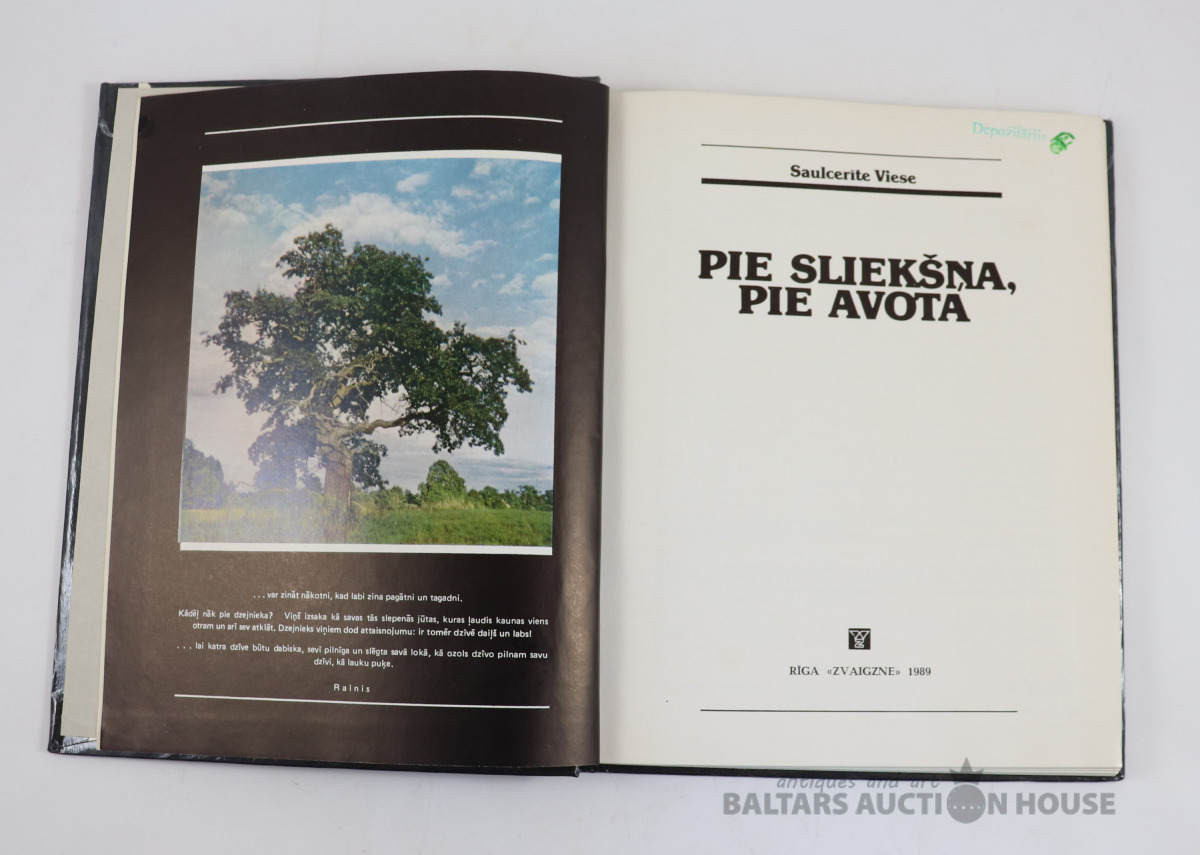 . . . var zināt nākotni, kad labi zina pagātni un tagadni.
Kādēļ nāk pie dzejnieka? Viņš izsaka kā savas tās slepenās jūtas, kuras ļaudis kaunas viens
otram un arī sev atklāt. Dzejnieks viņiem dod attaisnojumu: ir tomēr dzīvē daiļš un labs!
. . . lai katra dzīve būtu dabiska, sevī pilnīga un slēgta savā lokā, kā ozols dzīvo pilnam savu
dzīvi, kā lauku puķe.
Rainis
Depozitārijs
Saulcerīte Viese
PIE SLIEKŠŅA,
PIE AVOTA
RĪGA «ZVAIGZNE» 1989
antiques and art
BALTARS AUCTION HOUSE